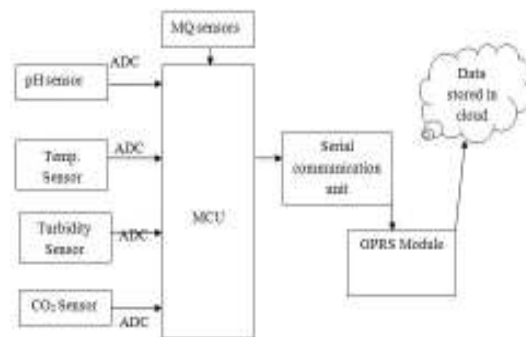 MQ sensors
ADC
pH sensor
ADC
Temp.
Sensor
Turbidity
Sensor
ADC
CO₂ Sensor
ADC
MCU
Serial
communication
unit
GPRS Module
Data
stored in
cloud